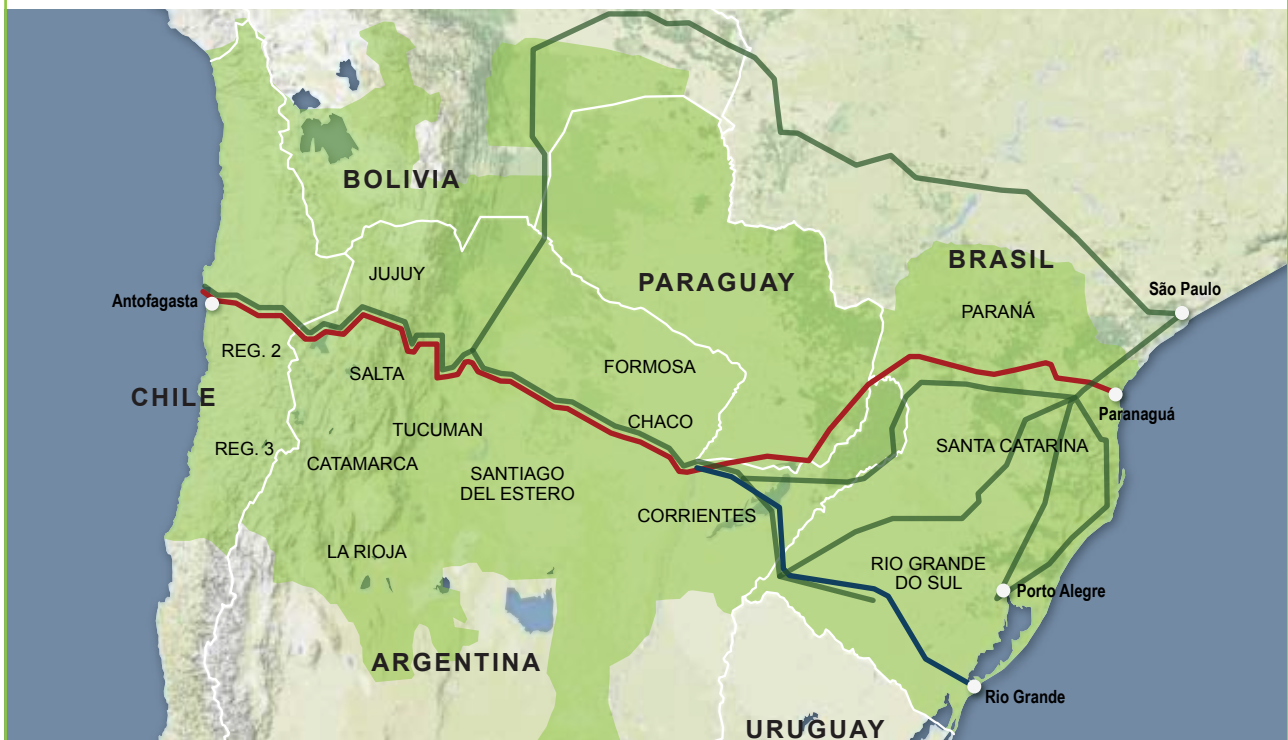 BOLIVIA
JUJUY
PARAGUAY
BRASIL
São Paulo
PARANÁ
Antofagasta
REG. 2
SALTA
FORMOSA
CHILE
CHACO
Paranaguá
TUCUMAN
SANTA CATARINA
REG. 3
CATAMARCA
SANTIAGO
DEL ESTERO
CORRIENTES
LA RIOJA
RIO GRANDE
DO SUL
Porto Alegre
ARGENTINA
Rio Grande
URUGUAY